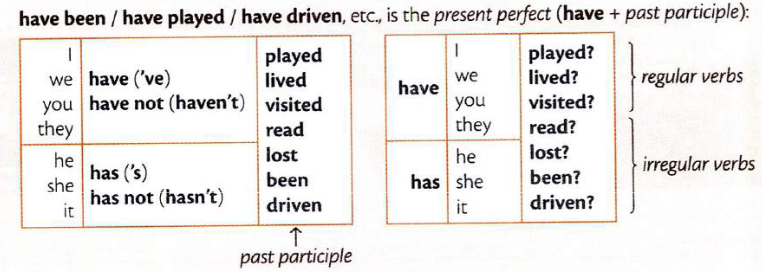 have been / have played / have driven, etc., is the present perfect (have + past participle):
I
we
you
they
have ('ve)
have not (haven't)
he
she
it
has ('s)
has not (hasn't)
played
lived
visited
read
lost
been
driven
past participle
have
I
we
you
they
has
he
she
it
played?
lived?
visited?
read?
lost?
been?
driven?
regular verbs
irregular verbs